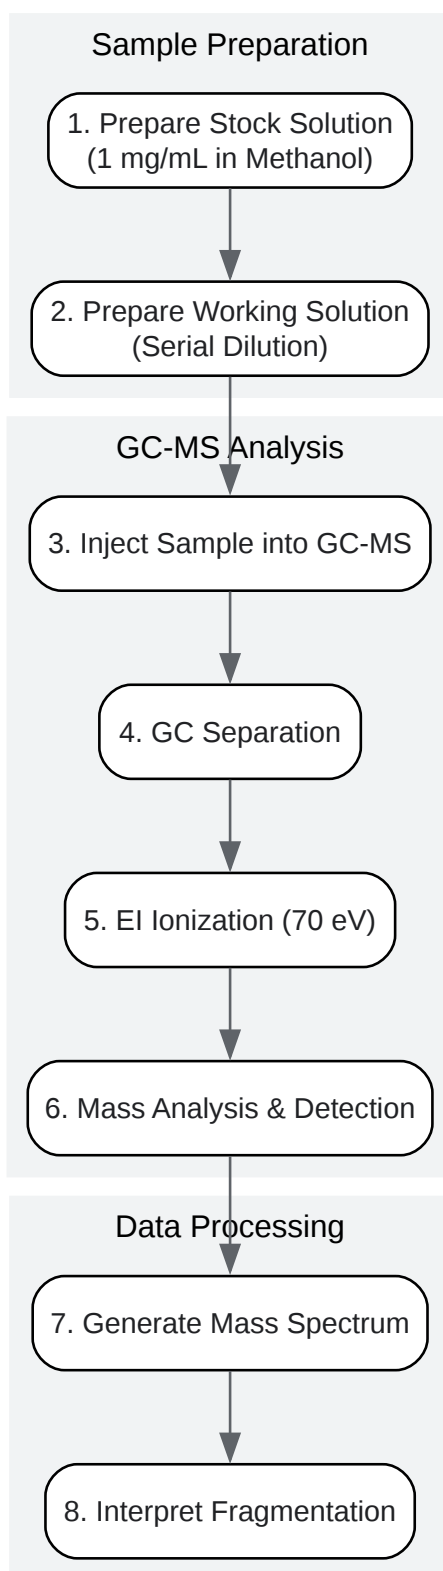 Sample Preparation
1. Prepare Stock Solution
(1 mg/mL in Methanol)
2. Prepare Working Solution
(Serial Dilution)
GC-MS Analysis
3. Inject Sample into GC-MS
4. GC Separation
5. EI Ionization (70 eV)
6. Mass Analysis & Detection
Data Processing
7. Generate Mass Spectrum
8. Interpret Fragmentation